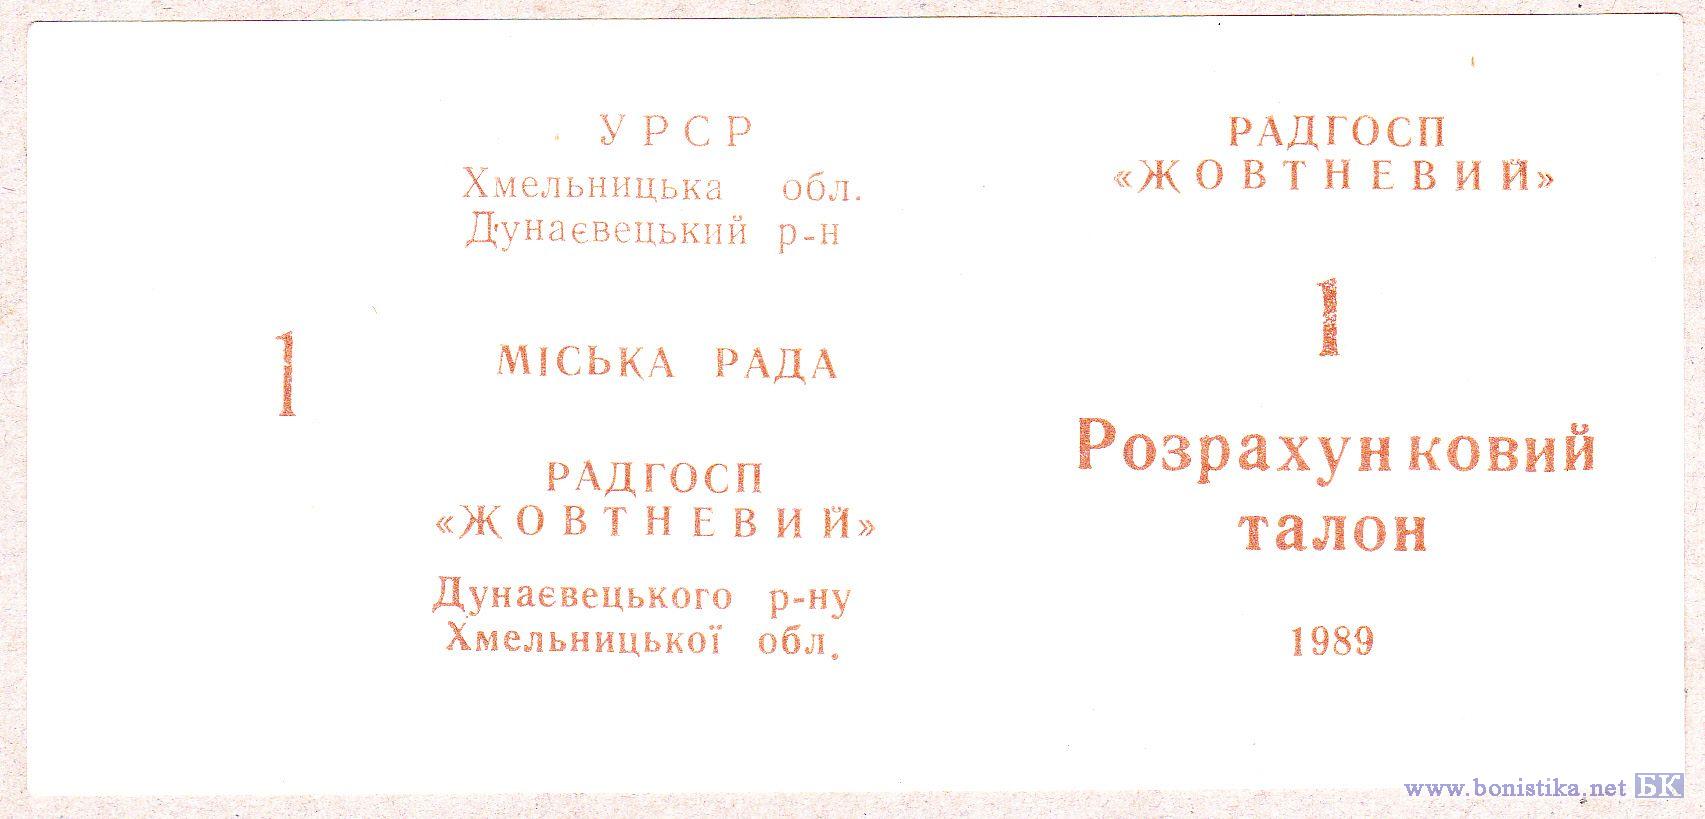 УРСР
Хмельницька обл.
Дунаєвецький р-н
1
МІСЬКА РАДА
РАДГОСП
«ЖОВТНЕВИЙ»
Дунаєвецького р-ну
Хмельницької обл.
РАДГОСП
«ЖОВТНЕВИЙ»
1
Розрахунковий
талон
1989
www.bonistika.net БК